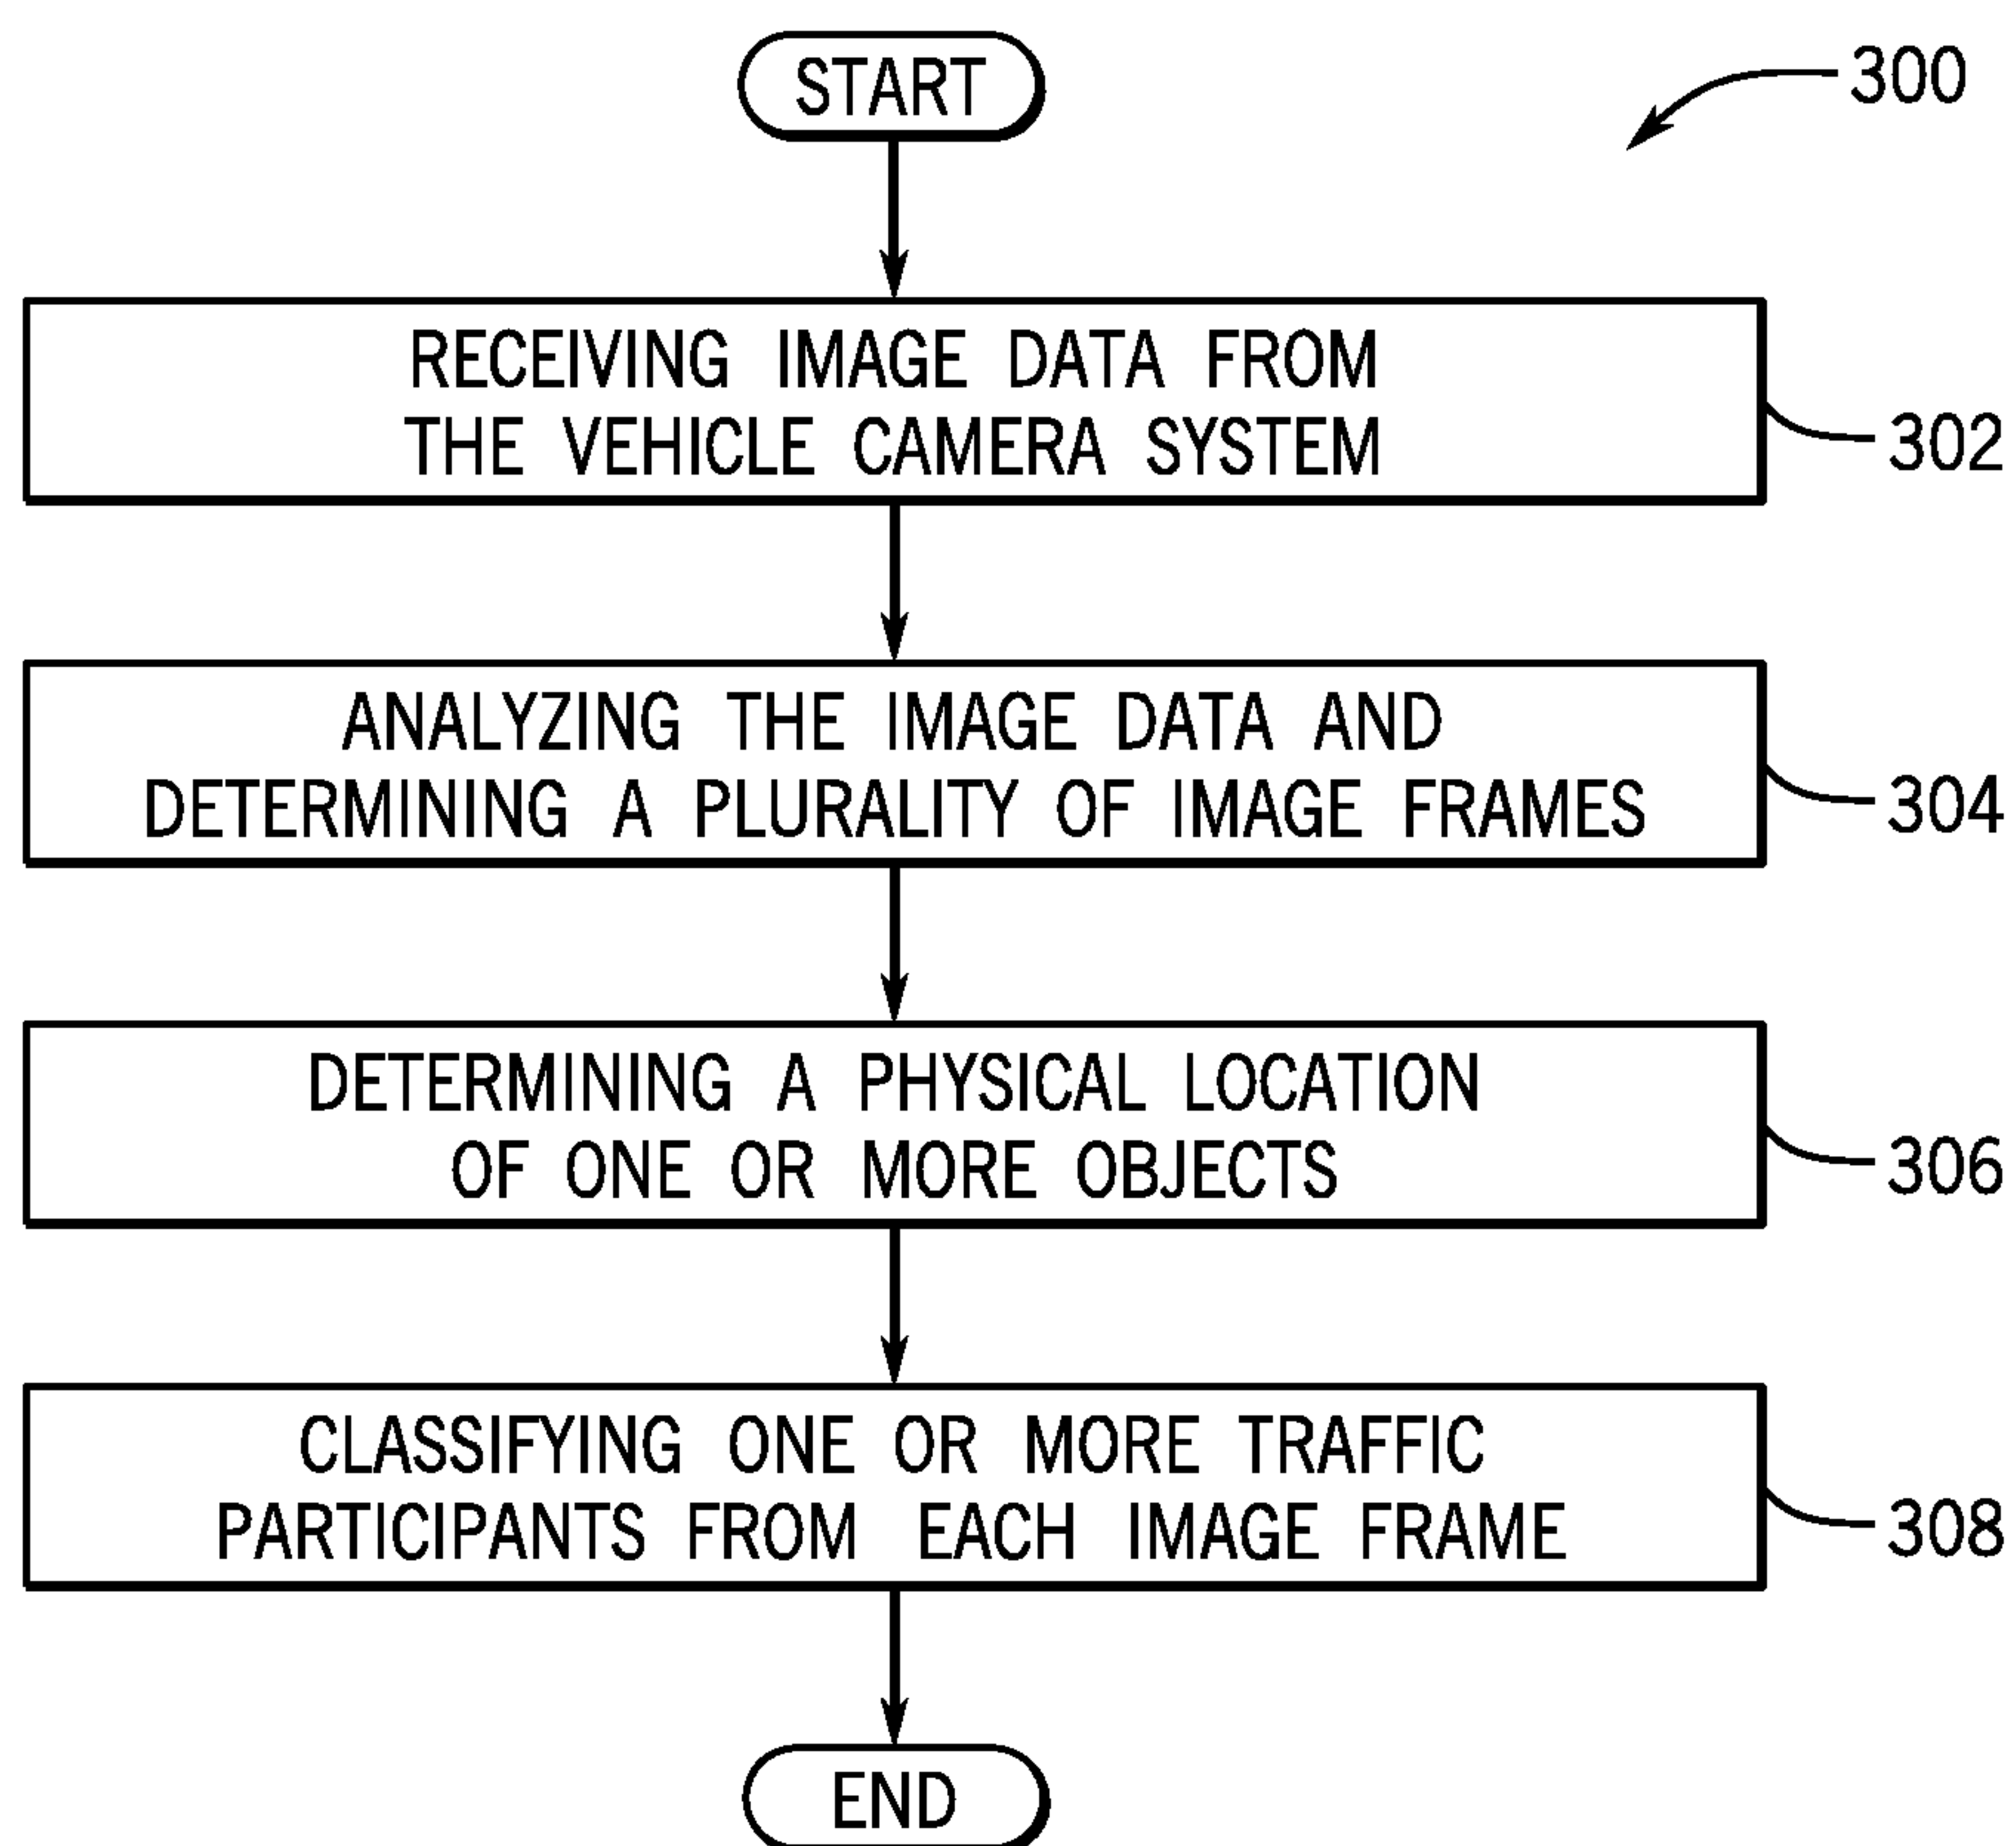 START
300
RECEIVING IMAGE DATA FROM
THE VEHICLE CAMERA SYSTEM
302
ANALYZING THE IMAGE DATA AND
DETERMINING A PLURALITY OF IMAGE FRAMES
304
DETERMINING A PHYSICAL LOCATION
OF ONE OR MORE OBJECTS
306
CLASSIFYING ONE OR MORE TRAFFIC
PARTICIPANTS FROM EACH IMAGE FRAME
308
END